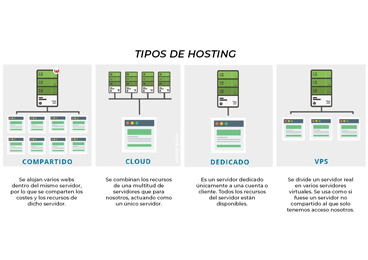 TIPOS DE HOSTING
COMPARTIDO
Se alojan varios webs
dentro del mismo servidor,
por lo que se comparten los
costes y los recursos de
dicho servidor.
CLOUD
Se combinan los recursos
de una multitud de
servidores que para
nosotros, actuando como
un único servidor.
DEDICADO
Es un servidor dedicado
únicamente a una cuenta o
cliente. Todos los recursos
del servidor están
disponibles.
VPS
Se divide un servidor real
en varios servidores
virtuales. Se usa como si
fuese un servidor no
compartido al que solo
tenemos acceso nosotros.